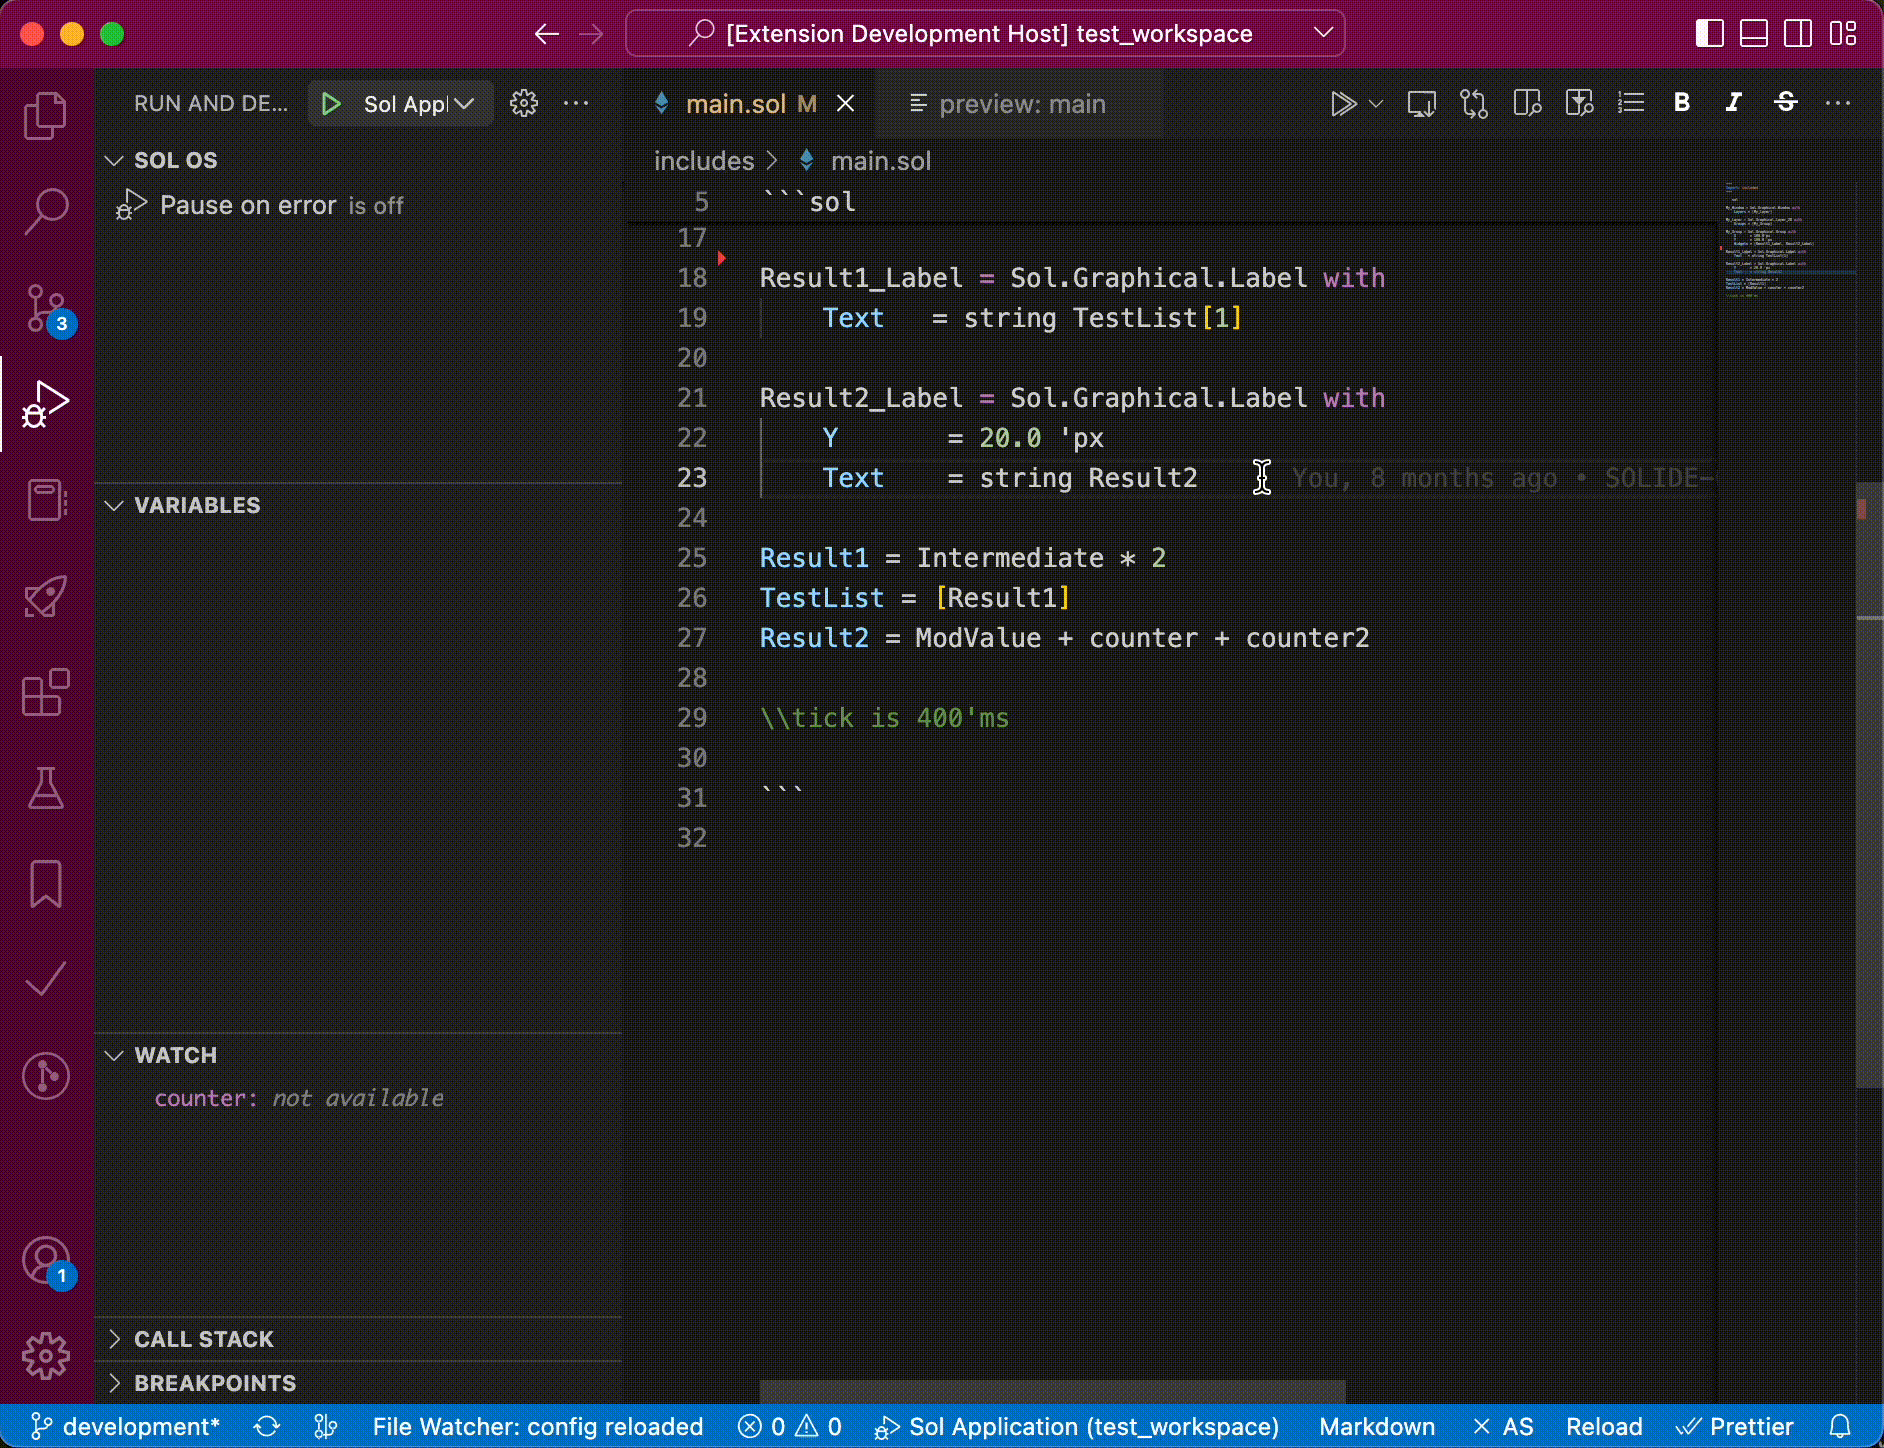 [Extension Development Host] test_workspace
RUN AND DE...
Sol Appl
main.sol M
preview: main
SOL OS
Pause on error is off
includes > main.sol
5 ```sol
17
18 Result1_Label = Sol.Graphical.Label with
19 Text = string TestList[1]
20
21 Result2_Label = Sol.Graphical.Label with
22 Y = 20.0 'px
23 Text = string Result2 You, 8 months ago • SOLIDE-
24
25 Result1 = Intermediate * 2
26 TestList = [Result1]
27 Result2 = ModValue + counter + counter2
28
29 \\tick is 400'ms
30
31 ```
32
3
VARIABLES
WATCH
counter: not available
1
CALL STACK
BREAKPOINTS
development* File Watcher: config reloaded 0 0 Sol Application (test_workspace) Markdown AS Reload Prettier